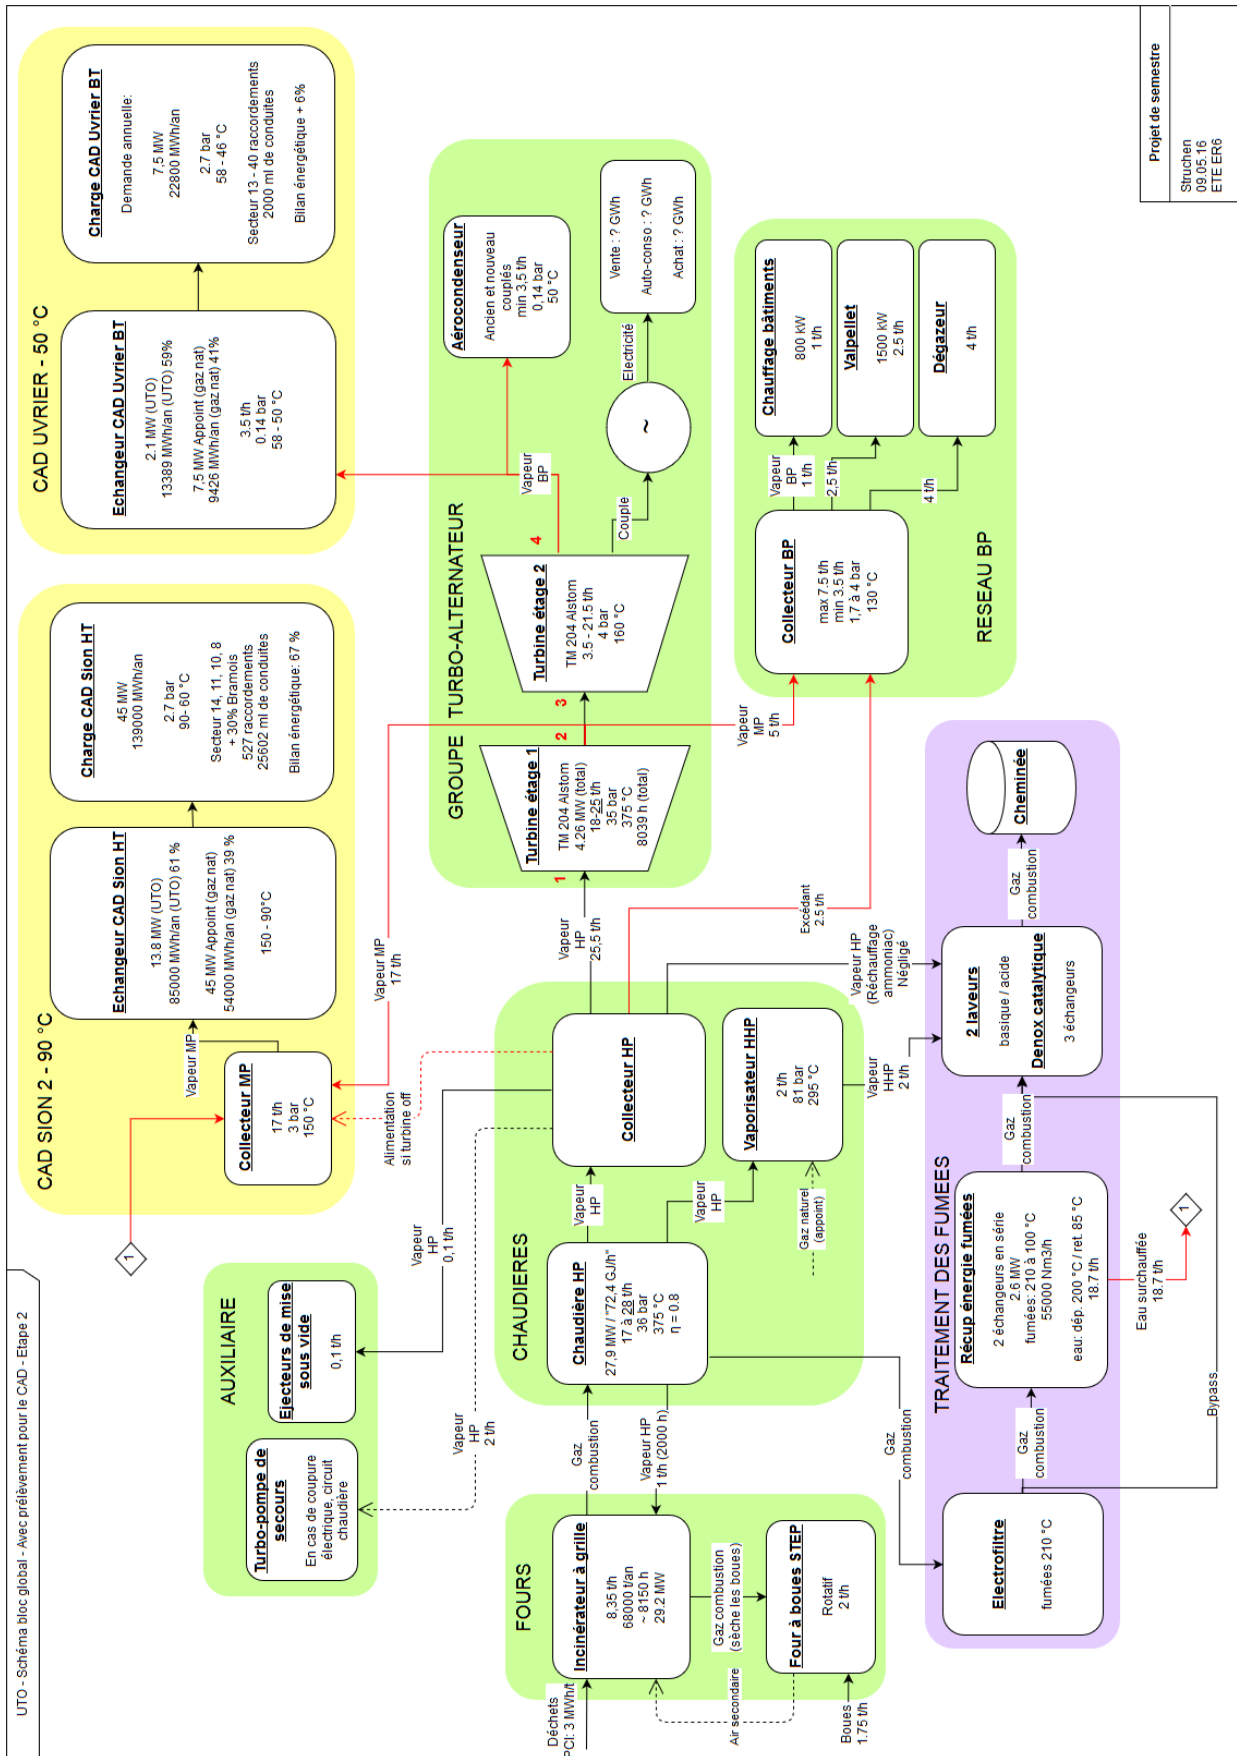 UTO - Schéma bloc global - Avec prélèvement pour le CAD - Etape 2
AUXILIAIRE
Turbo-pompe de
secours
En cas de coupure
électrique, circuit
chaudière
Ejecteurs de mise
sous vide
0,1 t/h
CAD SION 2 - 90 °C
1
Collecteur MP
17 t/h
3 bar
150 °C
Vapeur MP
Echangeur CAD Sion HT
13.8 MW (UTO)
85000 MWh/an (UTO) 61 %
45 MW Appoint (gaz nat)
54000 MWh/an (gaz nat) 39 %
150 - 90°C
Charge CAD Sion HT
45 MW
139000 MWh/an
2.7 bar
90- 60 °C
Secteur 14, 11, 10, 8
+ 30% Bramois
527 raccordements
25602 ml de conduites
Bilan énergétique: 67 %
CAD UVRIER - 50 °C
Echangeur CAD Uvrier BT
2.1 MW (UTO)
13389 MWh/an (UTO) 59%
7,5 MW Appoint (gaz nat)
9426 MWh/an (gaz nat) 41%
3.5 t/h
0.14 bar
58 - 50 °C
Charge CAD Uvrier BT
Demande annuelle:
7,5 MW
22800 MWh/an
2.7 bar
58 - 46 °C
Secteur 13 - 40 raccordements
2000 ml de conduites
Bilan énergétique + 6%
Vapeur
HP
2 t/h
Vapeur
HP
0,1 t/h
Alimentation
si turbine off
Vapeur MP
17 t/h
FOURS
Déchets
PCI: 3 MWh/t
Incinérateur à grille
8,35 t/h
68000 t/an
~ 8150 h
29.2 MW
Gaz
combustion
Vapeur HP
1 t/h (2000 h)
Air secondaire
Gaz combustion
(sèche les boues)
Boues
1.75 t/h
Four à boues STEP
Rotatif
2 t/h
CHAUDIERES
Chaudière HP
27,9 MW / "72,4 GJ/h"
17 à 28 t/h
36 bar
375 °C
η = 0.8
Vapeur
HP
Collecteur HP
Vapeur
HP
Gaz naturel
(appoint)
Vaporisateur HHP
2 t/h
81 bar
295 °C
Vapeur
HP
25,5 t/h
GROUPE TURBO-ALTERNATEUR
1
Turbine étage 1
TM 204 Alstom
4.26 MW (total)
18-25 t/h
35 bar
375 °C
8039 h (total)
2
3
Turbine étage 2
TM 204 Alstom
3.5 - 21.5 t/h
4 bar
160 °C
4
Vapeur
BP
Couple
Aérocondenseur
Ancien et nouveau
couplés
min 3,5 t/h
0,14 bar
50 °C
~
Electricité
Vente : ? GWh
Auto-conso : ? GWh
Achat : ? GWh
Vapeur
MP
5 t/h
Excédant
2.5 t/h
Vapeur HP
(Réchauffage
ammoniac)
Négligé
Vapeur
HHP
2 t/h
RESEAU BP
Collecteur BP
max 7.5 t/h
min 3.5 t/h
1,7 à 4 bar
130 °C
Vapeur
BP
1 t/h
2,5 t/h
4 t/h
Chauffage bâtiments
800 kW
1 t/h
Valpellet
1500 kW
2.5 t/h
Dégazeur
4 t/h
Gaz
combustion
TRAITEMENT DES FUMEES
Electrofiltre
fumées 210 °C
Gaz
combustion
Récup énergie fumées
2 échangeurs en série
2.6 MW
fumées: 210 à 100 °C
55000 Nm3/h
eau: dép. 200 °C / ret. 85 °C
18.7 t/h
Gaz
combustion
2 laveurs
basique / acide
Denox catalytique
3 échangeurs
Gaz
combustion
Cheminée
Eau surchauffée
18.7 t/h
1
Bypass
Projet de semestre
Struchen
09.05.16
ETE ER6